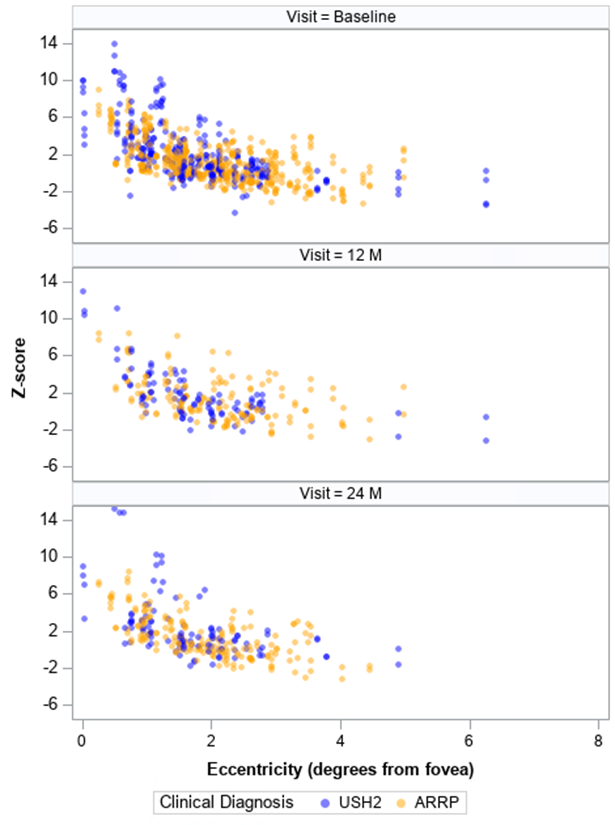 Visit = Baseline
14
10
6
2
-2
-6
Visit = 12 M
14
10
6
2
-2
-6
Z-score
Visit = 24 M
14
10
6
2
-2
-6
0 2 4 6 8
Eccentricity (degrees from fovea)
Clinical Diagnosis USH2 ARRP